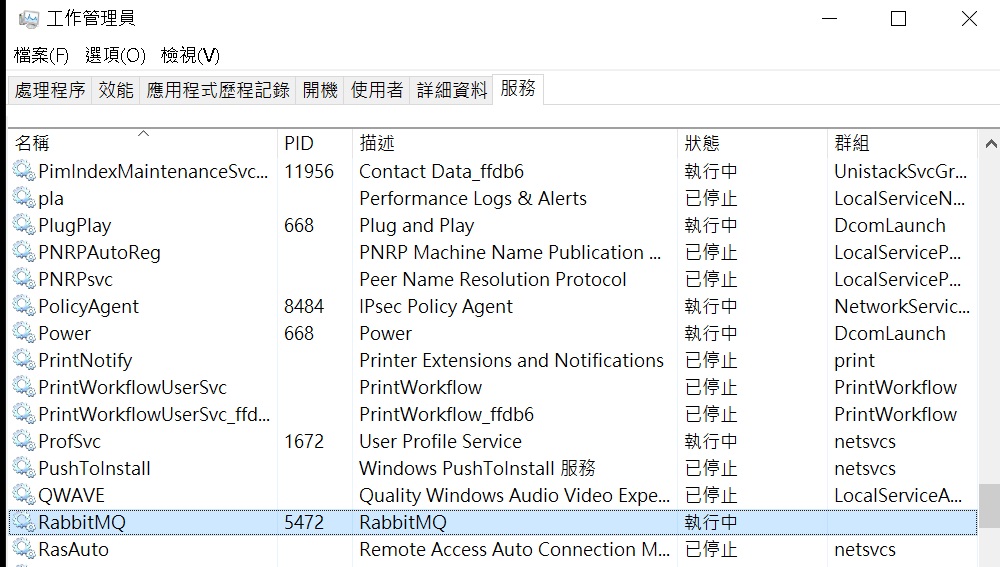 工作管理員
檔案(F) 選項(O) 檢視(V)
處理程序 效能 應用程式歷程記錄 開機 使用者 詳細資料 服務
名稱 PID 描述 狀態 群組
PimIndexMaintenanceSvc... 11956 Contact Data_ffdb6 執行中 UnistackSvcGr...
pla Performance Logs & Alerts 已停止 LocalServiceN...
PlugPlay 668 Plug and Play 執行中 DcomLaunch
PNRPAutoReg PNRP Machine Name Publication ... 已停止 LocalServiceP...
PNRPsvc Peer Name Resolution Protocol 已停止 LocalServiceP...
PolicyAgent 8484 IPsec Policy Agent 執行中 NetworkServic...
Power 668 Power 執行中 DcomLaunch
PrintNotify Printer Extensions and Notifications 已停止 print
PrintWorkflowUserSvc PrintWorkflow 已停止 PrintWorkflow
PrintWorkflowUserSvc_ffd... PrintWorkflow_ffdb6 已停止 PrintWorkflow
ProfSvc 1672 User Profile Service 執行中 netsvcs
PushToInstall Windows PushToInstall 服務 已停止 netsvcs
QWAVE Quality Windows Audio Video Expe... 已停止 LocalServiceA...
RabbitMQ 5472 RabbitMQ 執行中
RasAuto Remote Access Auto Connection M... 已停止 netsvcs